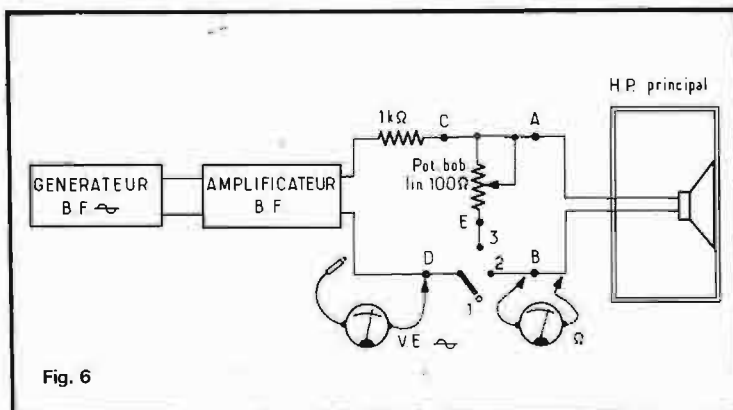 H.P. principal
1kΩ
C
A
GENERATEUR
B F
AMPLIFICATEUR
B F
Pot bob
lin 100Ω
E
3
D
2
B
1
V E
Ω
Fig. 6